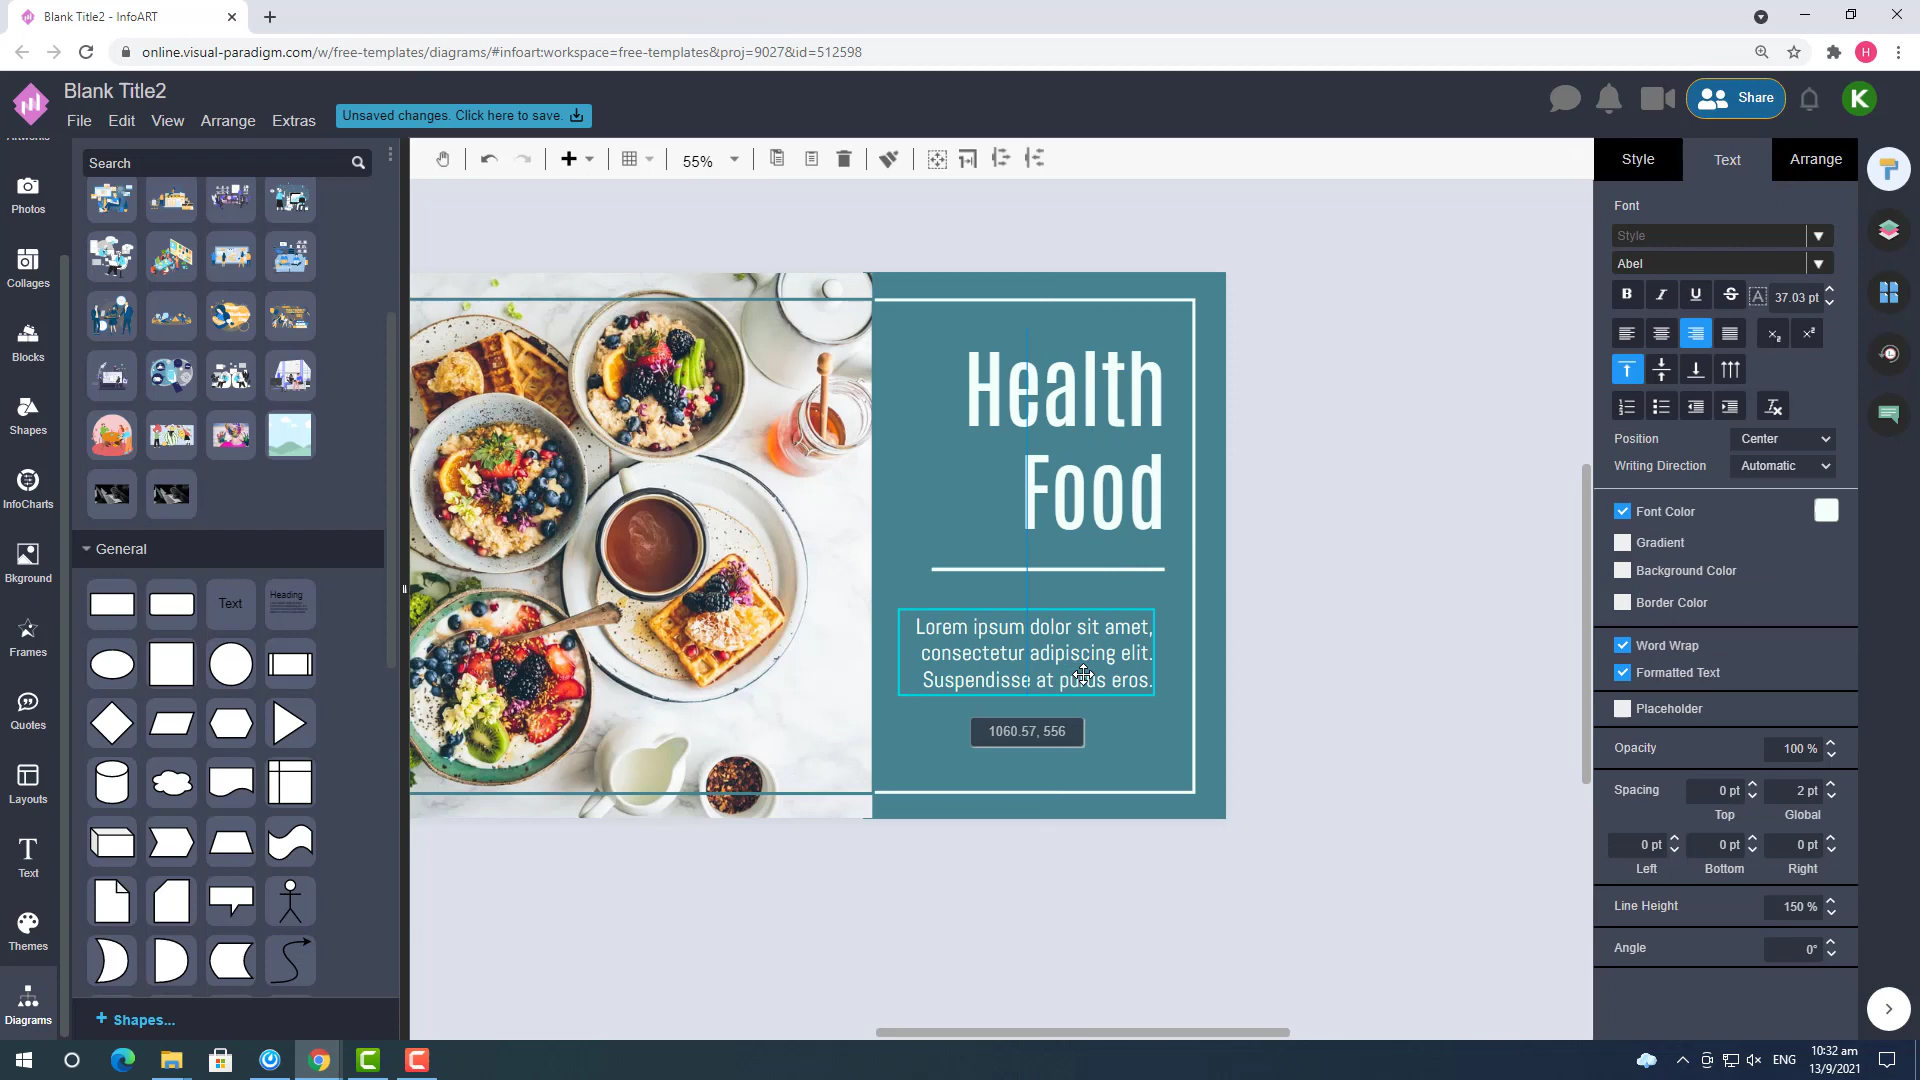 Blank Title2 - InfoART
online.visual-paradigm.com/w/free-templates/diagrams/#infoart:workspace=free-templates&proj=9027&id=512598
H
Blank Title2
File Edit View Arrange Extras
Unsaved changes. Click here to save.
Share
K
Search
55%
Style Text Arrange
Photos
Collages
Blocks
Shapes
InfoCharts
Bkground
Frames
Quotes
Layouts
Text
Themes
Diagrams
General
Text
Heading
+ Shapes...
Health
Food
Lorem ipsum dolor sit amet,
consectetur adipiscing elit.
Suspendisse at purus eros.
1060.57, 556
Font
Style
Abel
B I U S A 37.03 pt
Position Center
Writing Direction Automatic
Font Color
Gradient
Background Color
Border Color
Word Wrap
Formatted Text
Placeholder
Opacity 100 %
Spacing 0 pt 2 pt
Top Global
0 pt 0 pt 0 pt
Left Bottom Right
Line Height 150 %
Angle 0°
ENG
10:32 am
13/9/2021